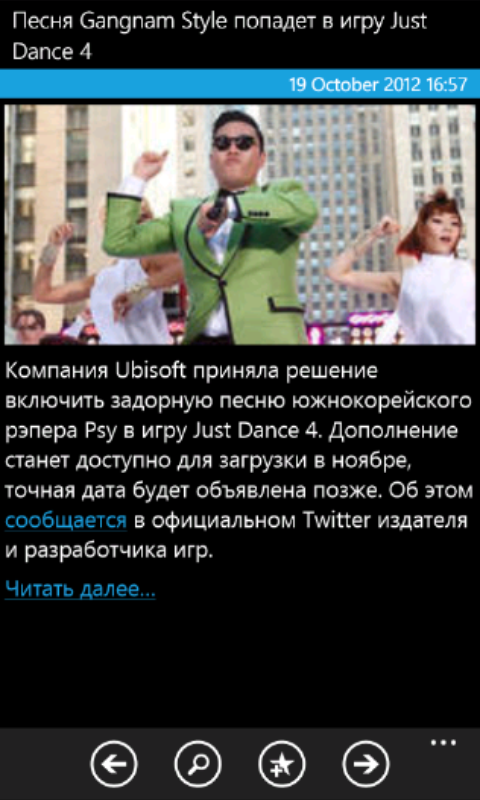 Песня Gangnam Style попадет в игру Just
Dance 4
19 October 2012 16:57
Компания Ubisoft приняла решение
включить задорную песню южнокорейского
рэпера Psy в игру Just Dance 4. Дополнение
станет доступно для загрузки в ноябре,
точная дата будет объявлена позже. Об этом
сообщается в официальном Twitter издателя
и разработчика игр.
Читать далее...